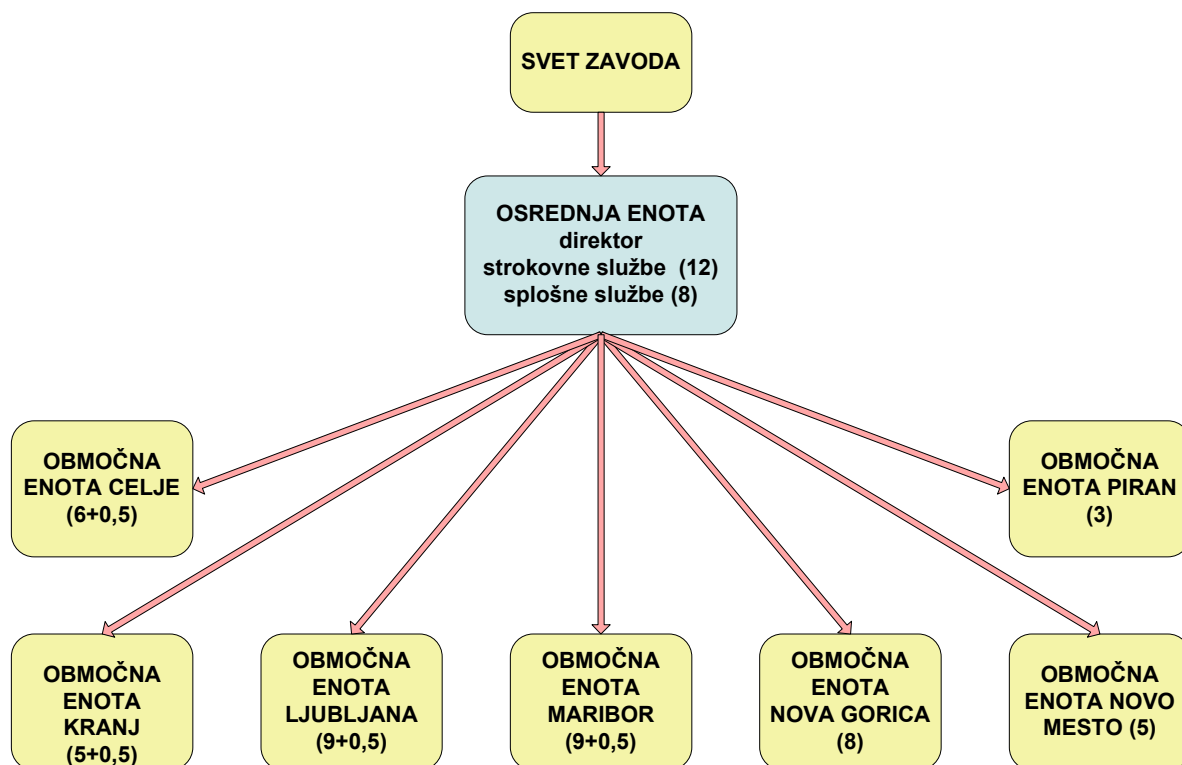 SVET ZAVODA
OSREDNJA ENOTA
direktor
strokovne službe (12)
splošne službe (8)
OBMOČNA
ENOTA CELJE
(6+0,5)
OBMOČNA
ENOTA PIRAN
(3)
OBMOČNA
ENOTA
KRANJ
(5+0,5)
OBMOČNA
ENOTA
LJUBLJANA
(9+0,5)
OBMOČNA
ENOTA
MARIBOR
(9+0,5)
OBMOČNA
ENOTA
NOVA GORICA
(8)
OBMOČNA
ENOTA NOVO
MESTO (5)